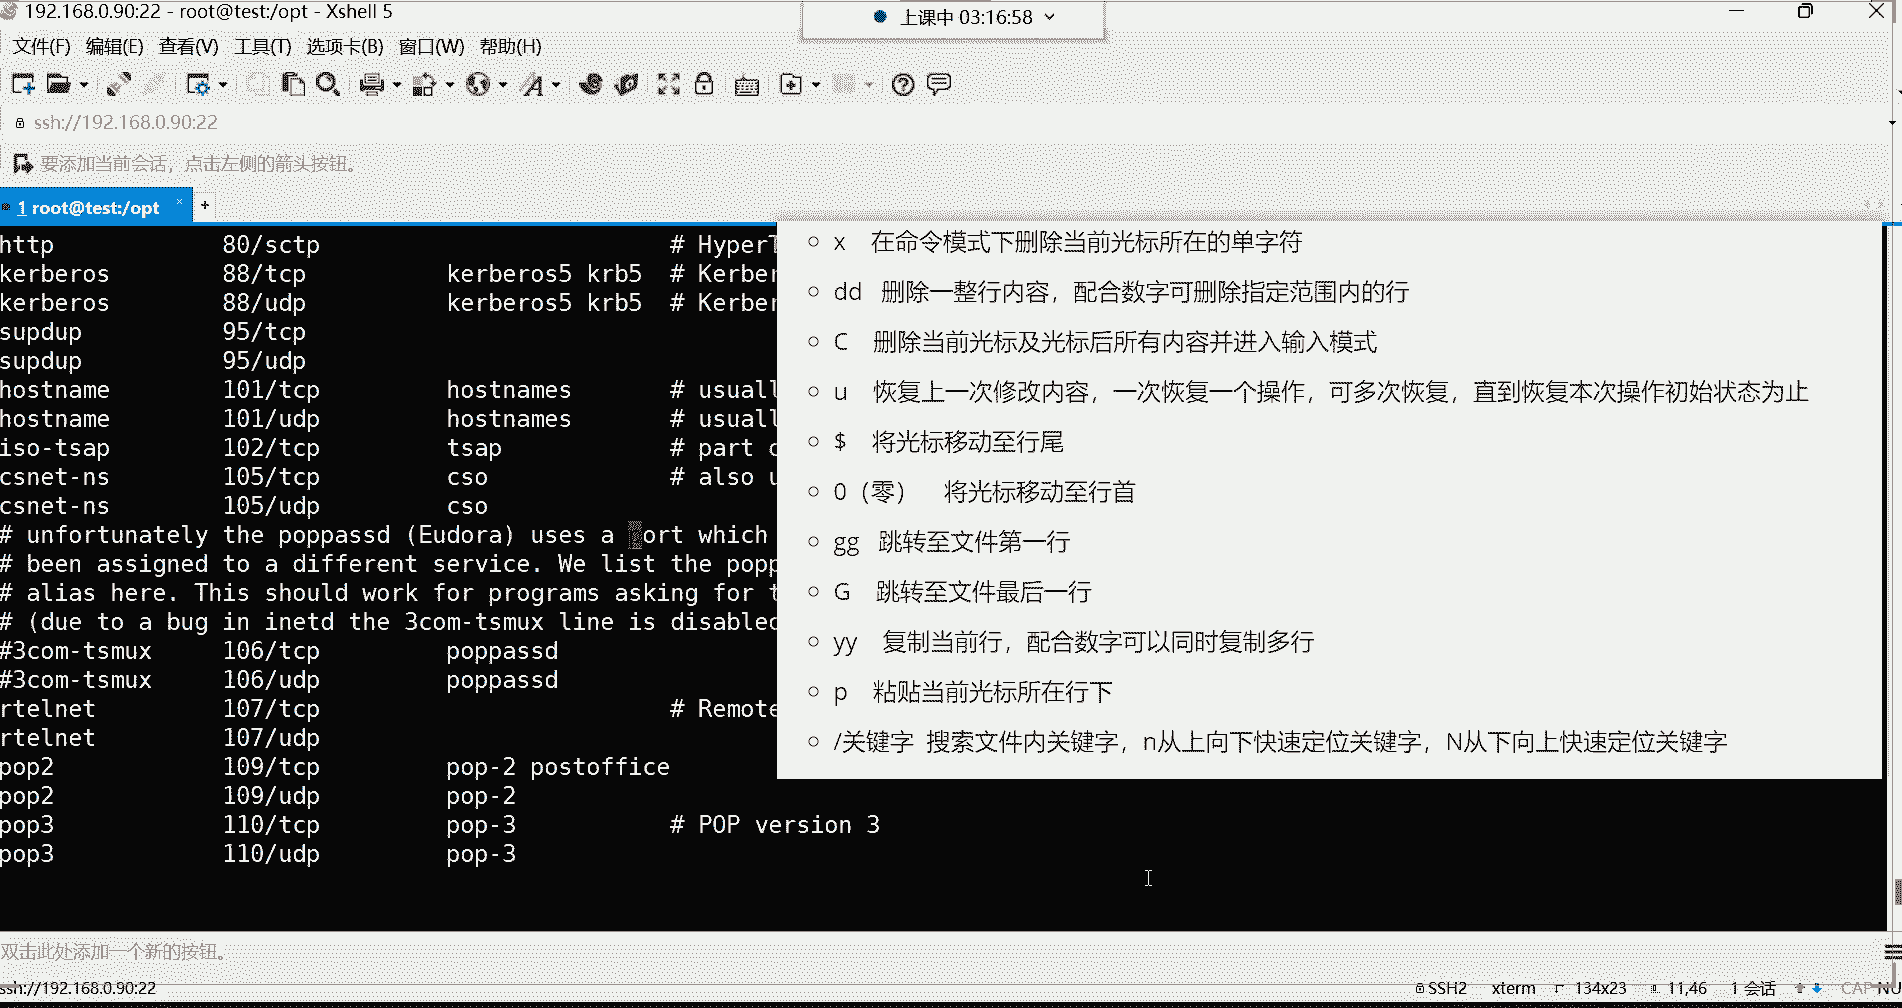 192.168.0.90:22 - root@test:/opt - Xshell 5
上课中 03:16:58
文件(F) 编辑(E) 查看(V) 工具(T) 选项卡(B) 窗口(W) 帮助(H)
ssh://192.168.0.90:22
要添加当前会话，点击左侧的箭头按钮。
1 root@test:/opt × +
http 80/sctp # HyperT
kerberos 88/tcp kerberos5 krb5 # Kerber
kerberos 88/udp kerberos5 krb5 # Kerber
supdup 95/tcp
supdup 95/udp
hostname 101/tcp hostnames # usuall
hostname 101/udp hostnames # usuall
iso-tsap 102/tcp tsap # part
csnet-ns 105/tcp cso # also
csnet-ns 105/udp cso
# unfortunately the poppassd (Eudora) uses a port which
# been assigned to a different service. We list the popp
# alias here. This should work for programs asking for t
# (due to a bug in inetd the 3com-tsmux line is disabled
#3com-tsmux 106/tcp poppassd
#3com-tsmux 106/udp poppassd
rtelnet 107/tcp # Remote
rtelnet 107/udp
pop2 109/tcp pop-2 postoffice
pop2 109/udp pop-2
pop3 110/tcp pop-3 # POP version 3
pop3 110/udp pop-3
x 在命令模式下删除当前光标所在的单字符
dd 删除一整行内容，配合数字可删除指定范围内的行
C 删除当前光标及光标后所有内容并进入输入模式
u 恢复上一次修改内容，一次恢复一个操作，可多次恢复，直到恢复本次操作初始状态为止
$ 将光标移动至行尾
0（零） 将光标移动至行首
gg 跳转至文件第一行
G 跳转至文件最后一行
yy 复制当前行，配合数字可以同时复制多行
p 粘贴当前光标所在行下
/关键字 搜索文件内关键字，n从上向下快速定位关键字，N从下向上快速定位关键字
双击此处添加一个新的按钮。
ssh://192.168.0.90:22 SSH2 xterm 134x23 11,46 1 会话 CAP NU